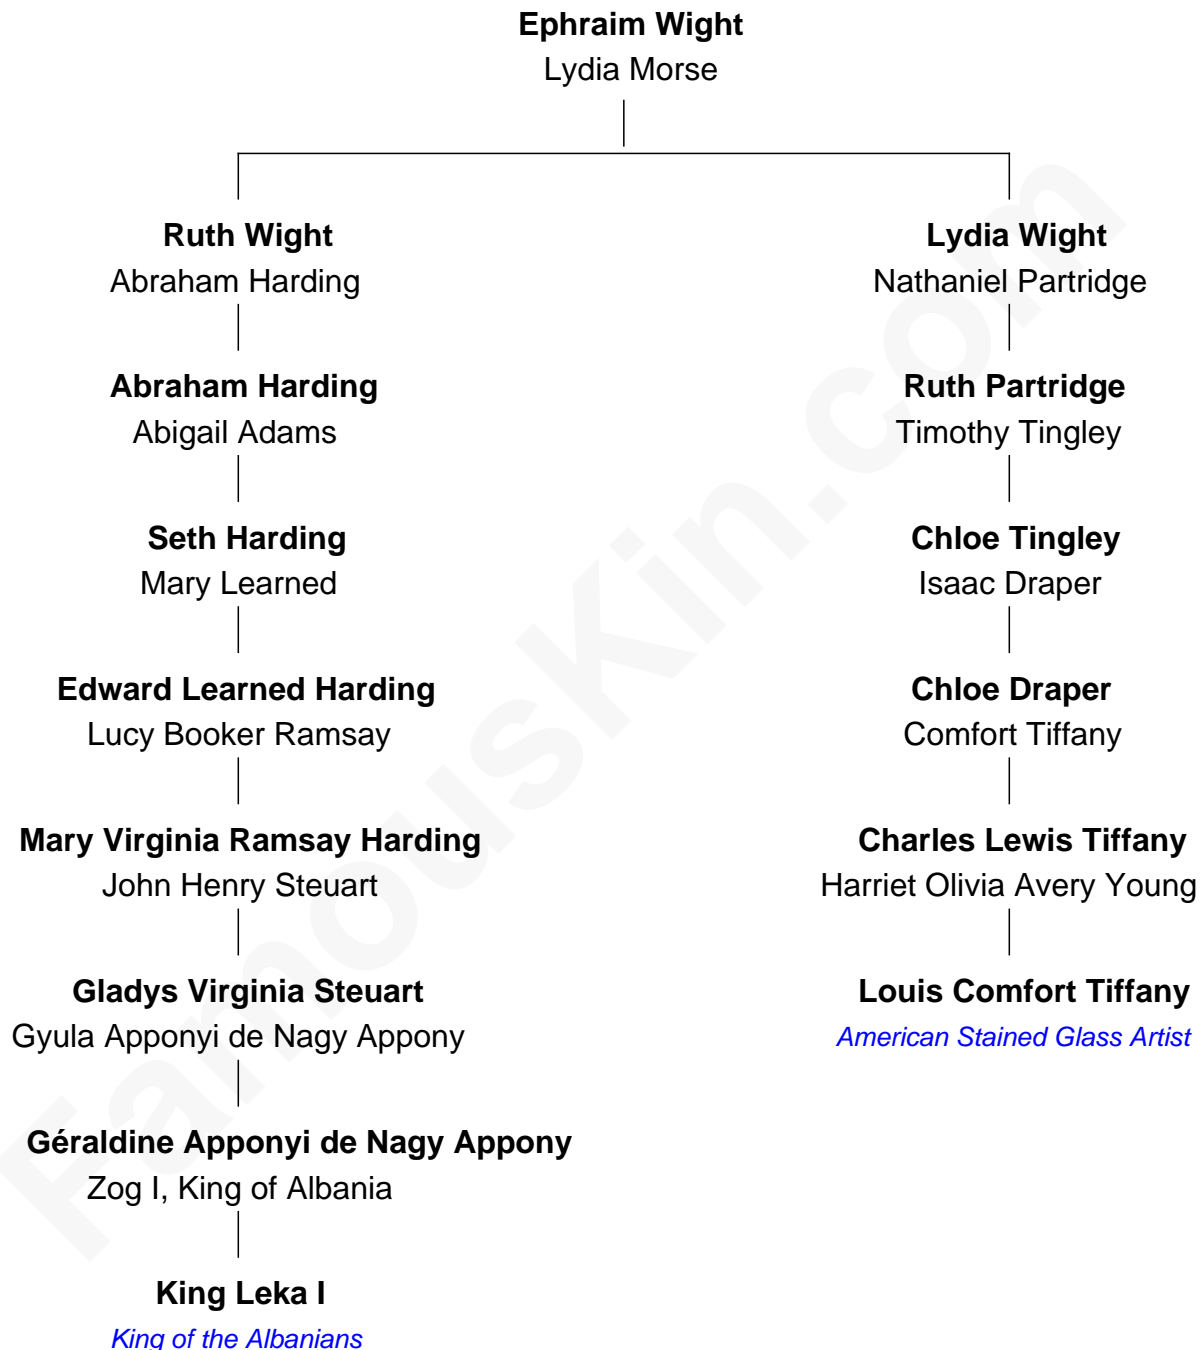 Ephraim Wight
Lydia Morse
Ruth Wight
Abraham Harding
Lydia Wight
Nathaniel Partridge
Abraham Harding
Abigail Adams
Ruth Partridge
Timothy Tingley
Seth Harding
Mary Learned
Chloe Tingley
Isaac Draper
Edward Learned Harding
Lucy Booker Ramsay
Chloe Draper
Comfort Tiffany
Mary Virginia Ramsay Harding
John Henry Steuart
Charles Lewis Tiffany
Harriet Olivia Avery Young
Gladys Virginia Steuart
Gyula Apponyi de Nagy Appony
Louis Comfort Tiffany
American Stained Glass Artist
Géraldine Apponyi de Nagy Appony
Zog I, King of Albania
King Leka I
King of the Albanians
FamousKin.com